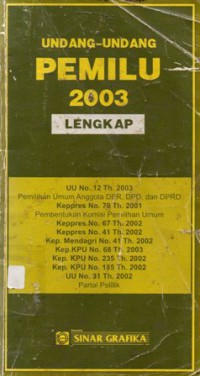 UNDANG-UNDANG
PEMILU
2003
LENGKAP
UU No. 12 Th. 2003
Pemilihan Umum Anggota DPR, DPD, dan DPRD
Keppres No. 70 Th. 2001
Pembentukan Komisi Pemilihan Umum
Keppres No. 67 Th. 2002
Keppres No. 41 Th. 2002
Kep. Mendagri No. 41 Th. 2002
Kep. KPU No. 68 Th. 2003
Kep. KPU No. 235 Th. 2002
Kep. KPU No. 185 Th. 2002
UU No. 31 Th. 2002
Partai Politik
SINAR GRAFIKA